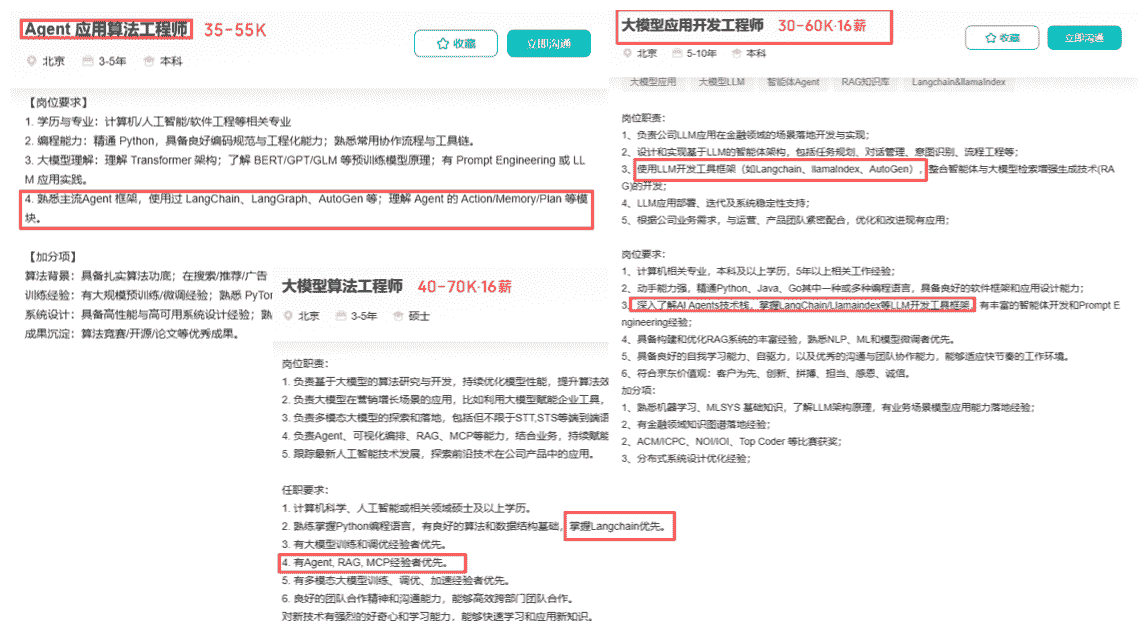 Agent 应用算法工程师 35-55K
北京 3-5年 本科
收藏
立即沟通
【岗位要求】
1. 学历与专业：计算机/人工智能/软件工程等相关专业
2. 编程能力：精通 Python，具备良好编码规范与工程化能力；熟悉常用协作流程与工具链。
3. 大模型理解：理解 Transformer 架构；了解 BERT/GPT/GLM 等预训练模型原理；有 Prompt Engineering 或 LL
M 应用实践。
4. 熟悉主流Agent 框架，使用过 LangChain、LangGraph、AutoGen 等；理解 Agent 的 Action/Memory/Plan 等模
块。
【加分项】
算法背景：具备扎实算法功底；在搜索/推荐/广告
训练经验：有大规模预训练/微调经验；熟悉 PyTor
系统设计：具备高性能与高可用系统设计经验；熟
成果沉淀：算法竞赛/开源/论文等优秀成果。
大模型算法工程师 40-70K·16薪
北京 3-5年 硕士
岗位职责：
1. 负责基于大模型的算法研究与开发，持续优化模型性能，提升算法效
2. 负责大模型在营销增长场景的应用，比如利用大模型赋能企业工具，
3. 负责多模态大模型的探索和落地，包括但不限于STT,STS等端到端语
4. 负责Agent、可视化编排、RAG、MCP等能力，结合业务，持续赋能
5. 跟踪最新人工智能技术发展，探索前沿技术在公司产品中的应用。
任职要求：
1. 计算机科学、人工智能或相关领域硕士及以上学历。
2. 熟练掌握Python编程语言，有良好的算法和数据结构基础，掌握Langchain优先。
3. 有大模型训练和调优经验者优先。
4. 有Agent, RAG, MCP经验者优先。
5. 有多模态大模型训练、调优、加速经验者优先。
6. 良好的团队合作精神和沟通能力，能够高效跨部门团队合作。
对新技术有强烈的好奇心和学习能力，能够快速学习和应用新知识。
大模型应用开发工程师 30-60K·16薪
北京 5-10年 本科
收藏
立即沟通
大模型应用 大模型LLM 智能体Agent RAG知识库 Langchain&llamaIndex
岗位职责：
1、负责公司LLM应用在金融领域的场景落地开发与实现；
2、设计和实现基于LLM的智能体架构，包括任务规划、对话管理、意图识别、流程工程等；
3、使用LLM开发工具框架（如Langchain、llamaIndex、AutoGen），整合智能体与大模型检索增强生成技术(RA
G)的开发；
4、LLM应用部署、迭代及系统稳定性支持；
5、根据公司业务需求，与运营、产品团队紧密配合，优化和改进现有应用；
岗位要求：
1、计算机相关专业，本科及以上学历，5年以上相关工作经验；
2、动手能力强，精通Python、Java、Go其中一种或多种编程语言，具备良好的软件框架和应用设计能力；
3、深入了解AI Agents技术栈、掌握LangChain/Llamaindex等LLM开发工具框架，有丰富的智能体开发和Prompt E
ngineering经验；
4、具备构建和优化RAG系统的丰富经验，熟悉NLP、ML和模型微调者优先。
5、具备良好的自我学习能力、自驱力，以及优秀的沟通与团队协作能力，能够适应快节奏的工作环境。
6、符合京东价值观：客户为先、创新、拼搏、担当、感恩、诚信。
加分项：
1、熟悉机器学习、MLSYS 基础知识，了解LLM架构原理，有业务场景模型应用能力落地经验；
2、有金融领域知识图谱落地经验；
2、ACM/ICPC、NOI/IOI、Top Coder 等比赛获奖；
3、分布式系统设计优化经验；